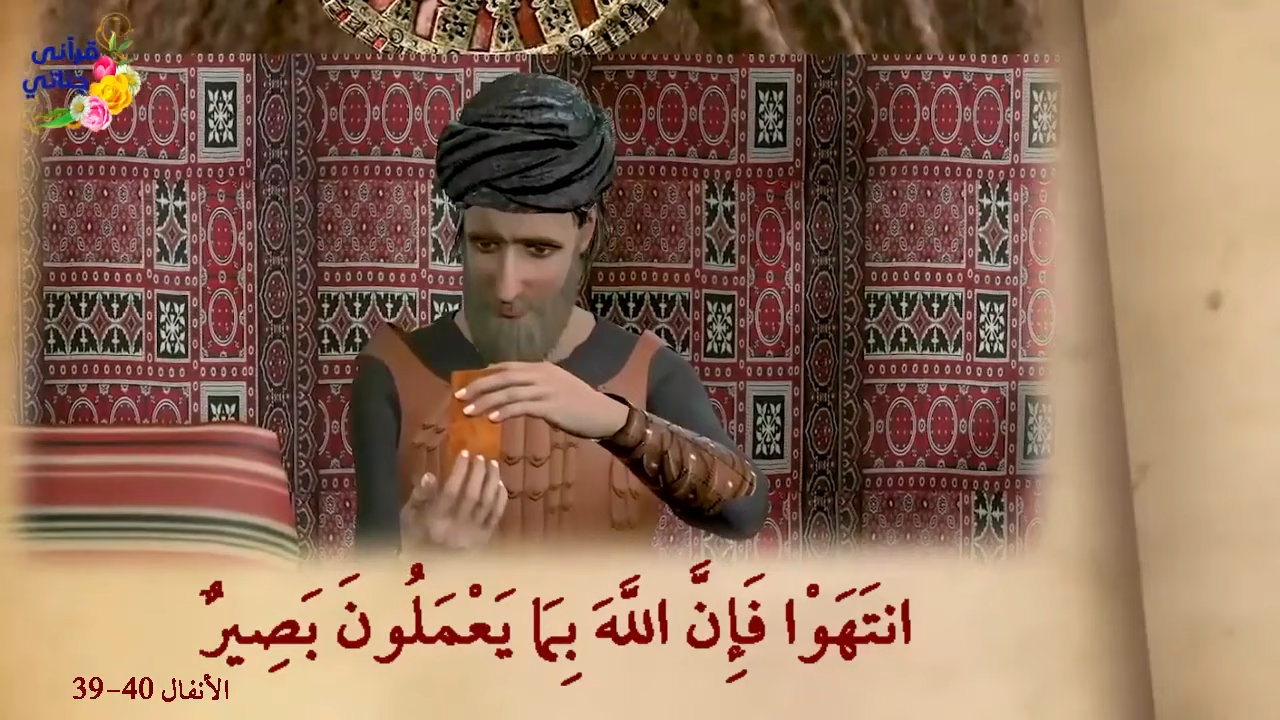 قرآني
حياتي
انتَهَوْا فَإِنَّ اللَّهَ بِمَا يَعْمَلُونَ بَصِيرٌ
الأنفال 40-39